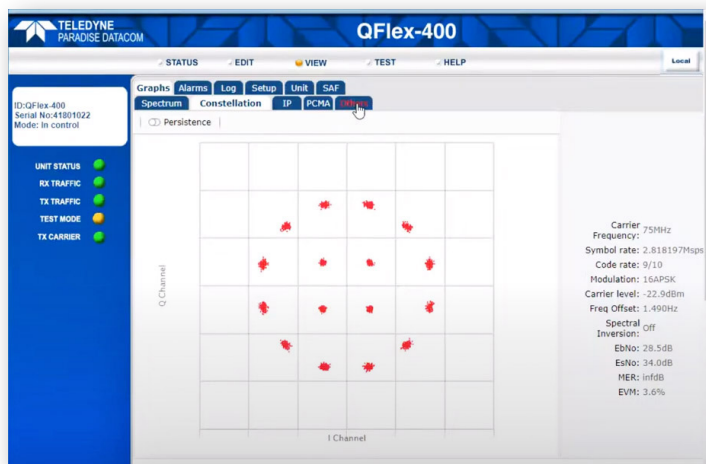 TELEDYNE
PARADISE DATACOM
QFlex-400
STATUS EDIT VIEW TEST HELP
Local
Graphs Alarms Log Setup Unit SAF
Spectrum Constellation IP PCMA
Persistence
ID:QFlex-400
Serial No:41801022
Mode: In control
UNIT STATUS
RX TRAFFIC
TX TRAFFIC
TEST MODE
TX CARRIER
Q Channel
I Channel
Carrier Frequency: 75MHz
Symbol rate: 2.818197Msps
Code rate: 9/10
Modulation: 16APSK
Carrier level: -22.9dBm
Freq Offset: 1.490Hz
Spectral Inversion: Off
EbNo: 28.5dB
EsNo: 34.0dB
MER: infdB
EVM: 3.6%